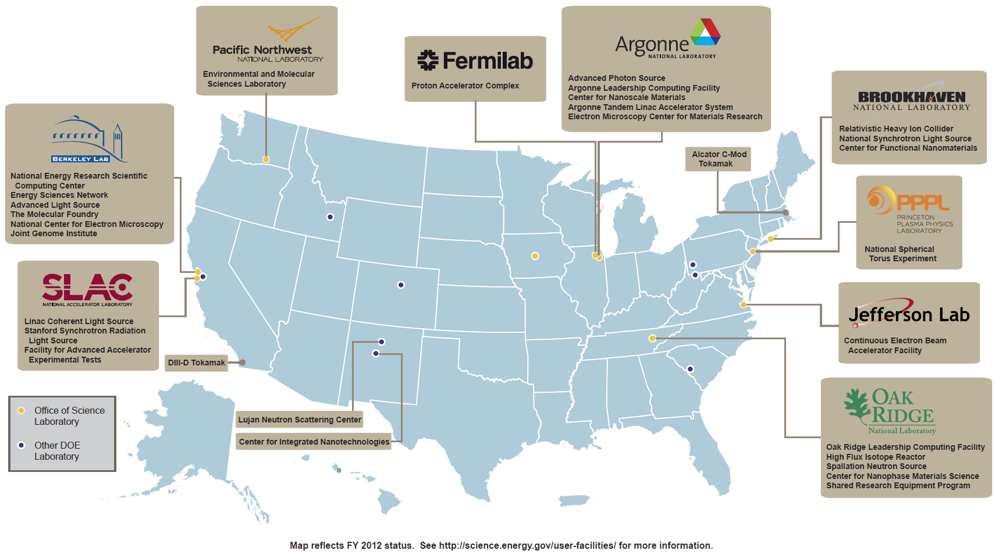 Pacific Northwest
NATIONAL LABORATORY
Environmental and Molecular
Sciences Laboratory
Fermilab
Proton Accelerator Complex
Argonne
NATIONAL LABORATORY
Advanced Photon Source
Argonne Leadership Computing Facility
Center for Nanoscale Materials
Argonne Tandem Linac Accelerator System
Electron Microscopy Center for Materials Research
BROOKHAVEN
NATIONAL LABORATORY
Relativistic Heavy Ion Collider
National Synchrotron Light Source
Center for Functional Nanomaterials
BERKELEY LAB
National Energy Research Scientific
Computing Center
Energy Sciences Network
Advanced Light Source
The Molecular Foundry
National Center for Electron Microscopy
Joint Genome Institute
Alcator C-Mod
Tokamak
PPPL
PRINCETON
PLASMA PHYSICS
LABORATORY
National Spherical
Torus Experiment
SLAC
NATIONAL ACCELERATOR LABORATORY
Linac Coherent Light Source
Stanford Synchrotron Radiation
Light Source
Facility for Advanced Accelerator
Experimental Tests
Jefferson Lab
Continuous Electron Beam
Accelerator Facility
DIII-D Tokamak
OAK
RIDGE
National Laboratory
Oak Ridge Leadership Computing Facility
High Flux Isotope Reactor
Spallation Neutron Source
Center for Nanophase Materials Science
Shared Research Equipment Program
Lujan Neutron Scattering Center
Center for Integrated Nanotechnologies
Office of Science
Laboratory
Other DOE
Laboratory
Map reflects FY 2012 status.  See http://science.energy.gov/user-facilities/ for more information.